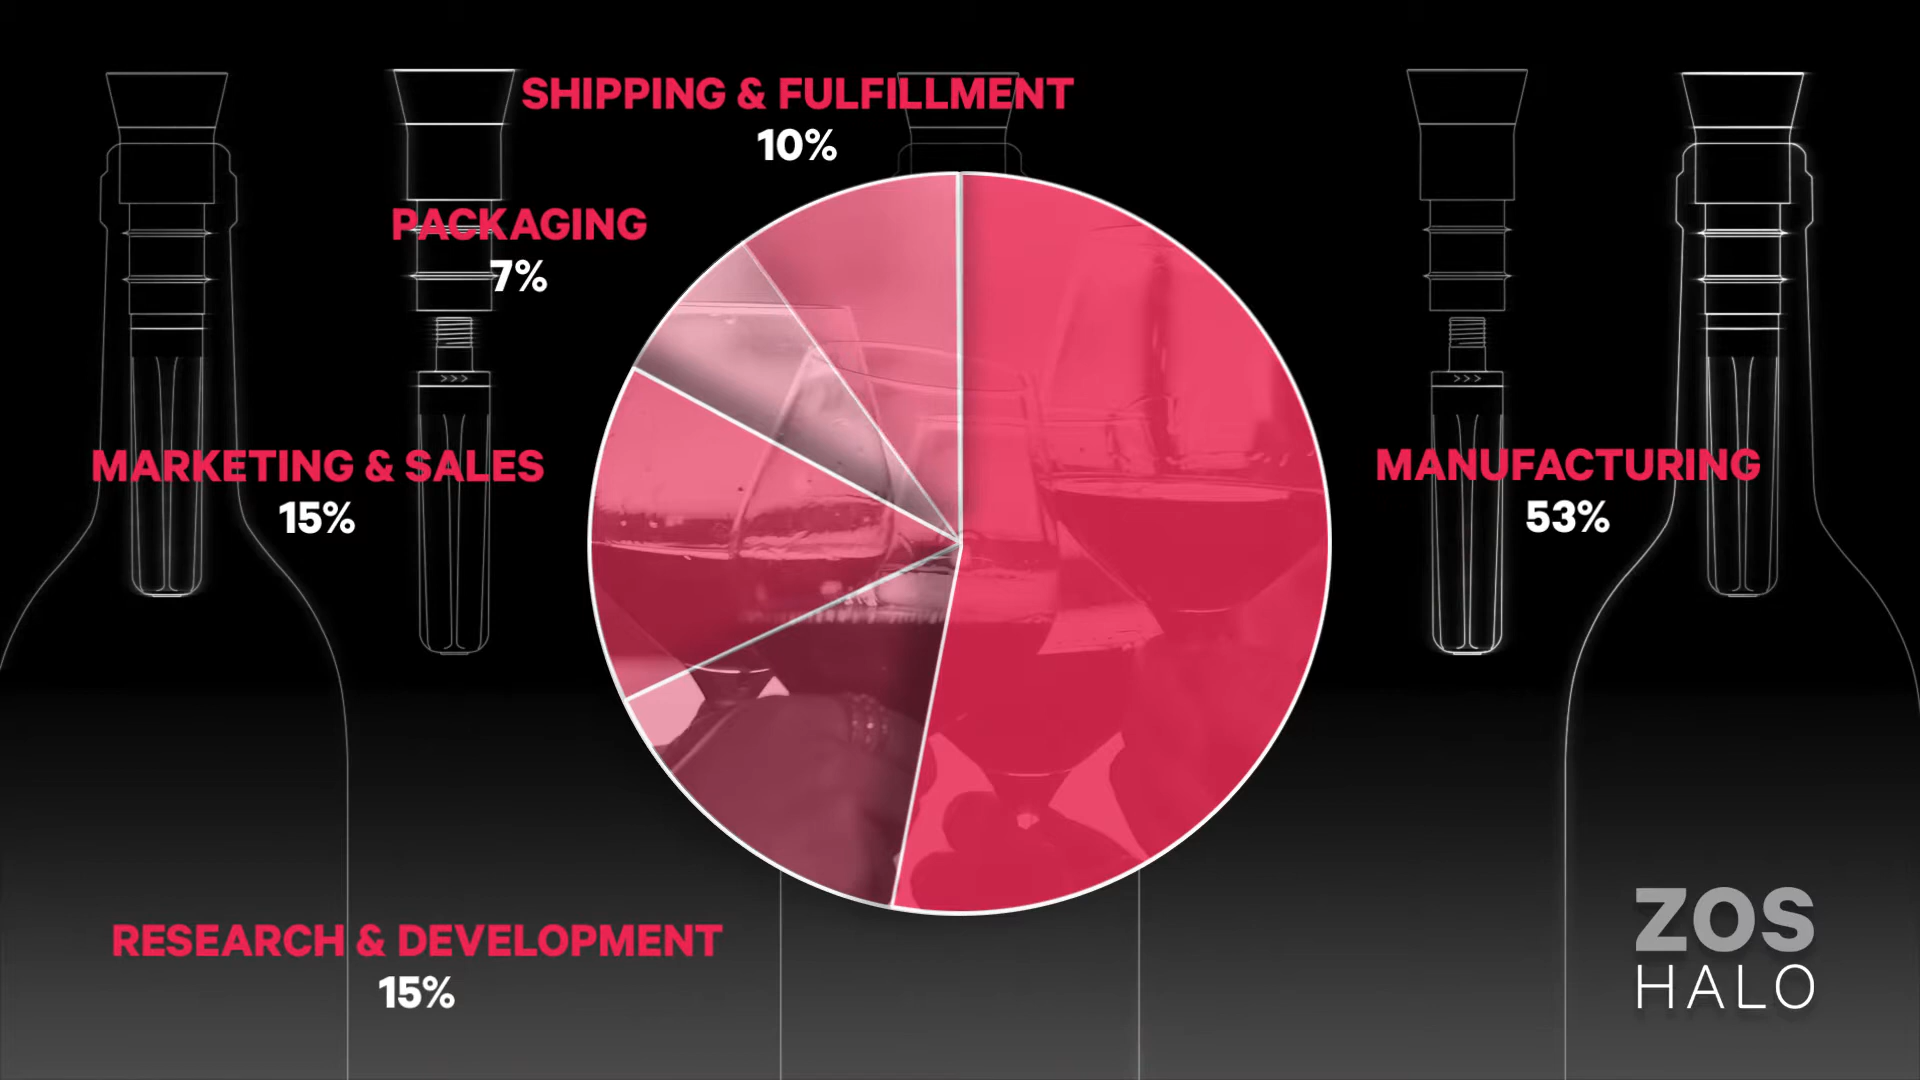 SHIPPING & FULFILLMENT
10%
PACKAGING
7%
MARKETING & SALES
15%
MANUFACTURING
53%
RESEARCH & DEVELOPMENT
15%
ZOS
HALO
>>>
>>>